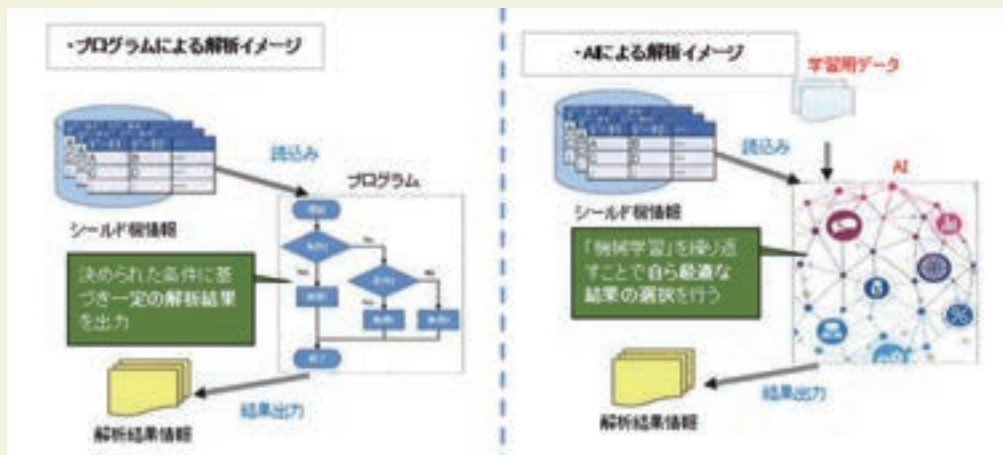 ・プログラムによる解析イメージ
読込み
プログラム
シールド機情報
決められた条件に基
づき一定の解析結果
を出力
結果出力
解析結果情報
・AIによる解析イメージ
学習用データ
読込み
AI
シールド機情報
「機械学習」を繰り返
すことで自ら最適な
結果の選択を行う
結果出力
解析結果情報